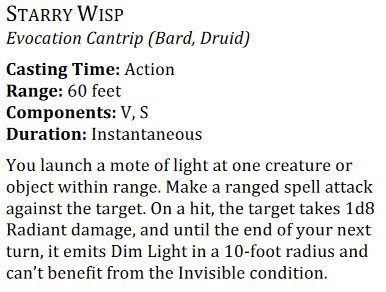 STARRY WISP
Evocation Cantrip (Bard, Druid)
Casting Time: Action
Range: 60 feet
Components: V, S
Duration: Instantaneous
You launch a mote of light at one creature or
object within range. Make a ranged spell attack
against the target. On a hit, the target takes 1d8
Radiant damage, and until the end of your next
turn, it emits Dim Light in a 10-foot radius and
can’t benefit from the Invisible condition.